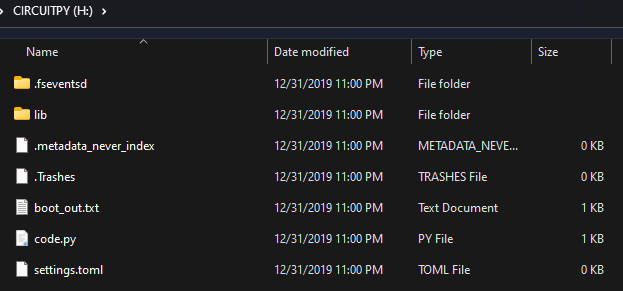 CIRCUITPY (H:)
Name Date modified Type Size
.fseventsd 12/31/2019 11:00 PM File folder
lib 12/31/2019 11:00 PM File folder
.metadata_never_index 12/31/2019 11:00 PM METADATA_NEVE... 0 KB
.Trashes 12/31/2019 11:00 PM TRASHES File 0 KB
boot_out.txt 12/31/2019 11:00 PM Text Document 1 KB
code.py 12/31/2019 11:00 PM PY File 1 KB
settings.toml 12/31/2019 11:00 PM TOML File 0 KB